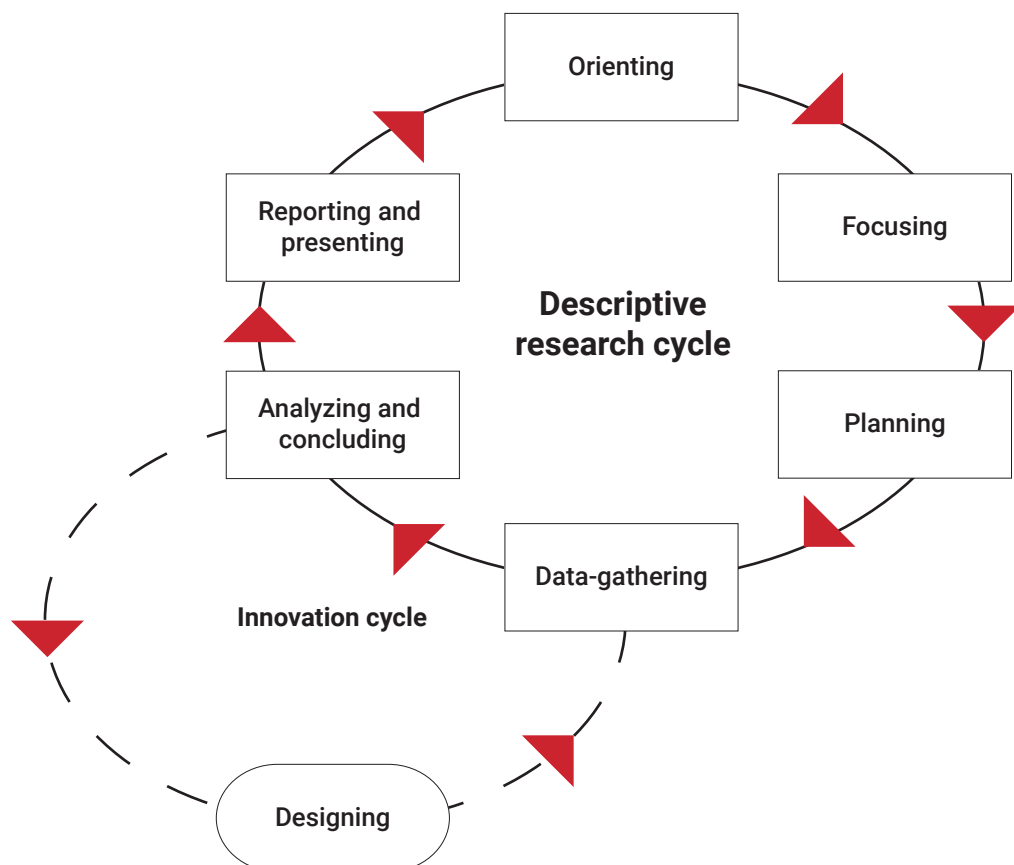 Orienting
Reporting and
presenting
Focusing
Descriptive
research cycle
Analyzing and
concluding
Planning
Data-gathering
Innovation cycle
Designing